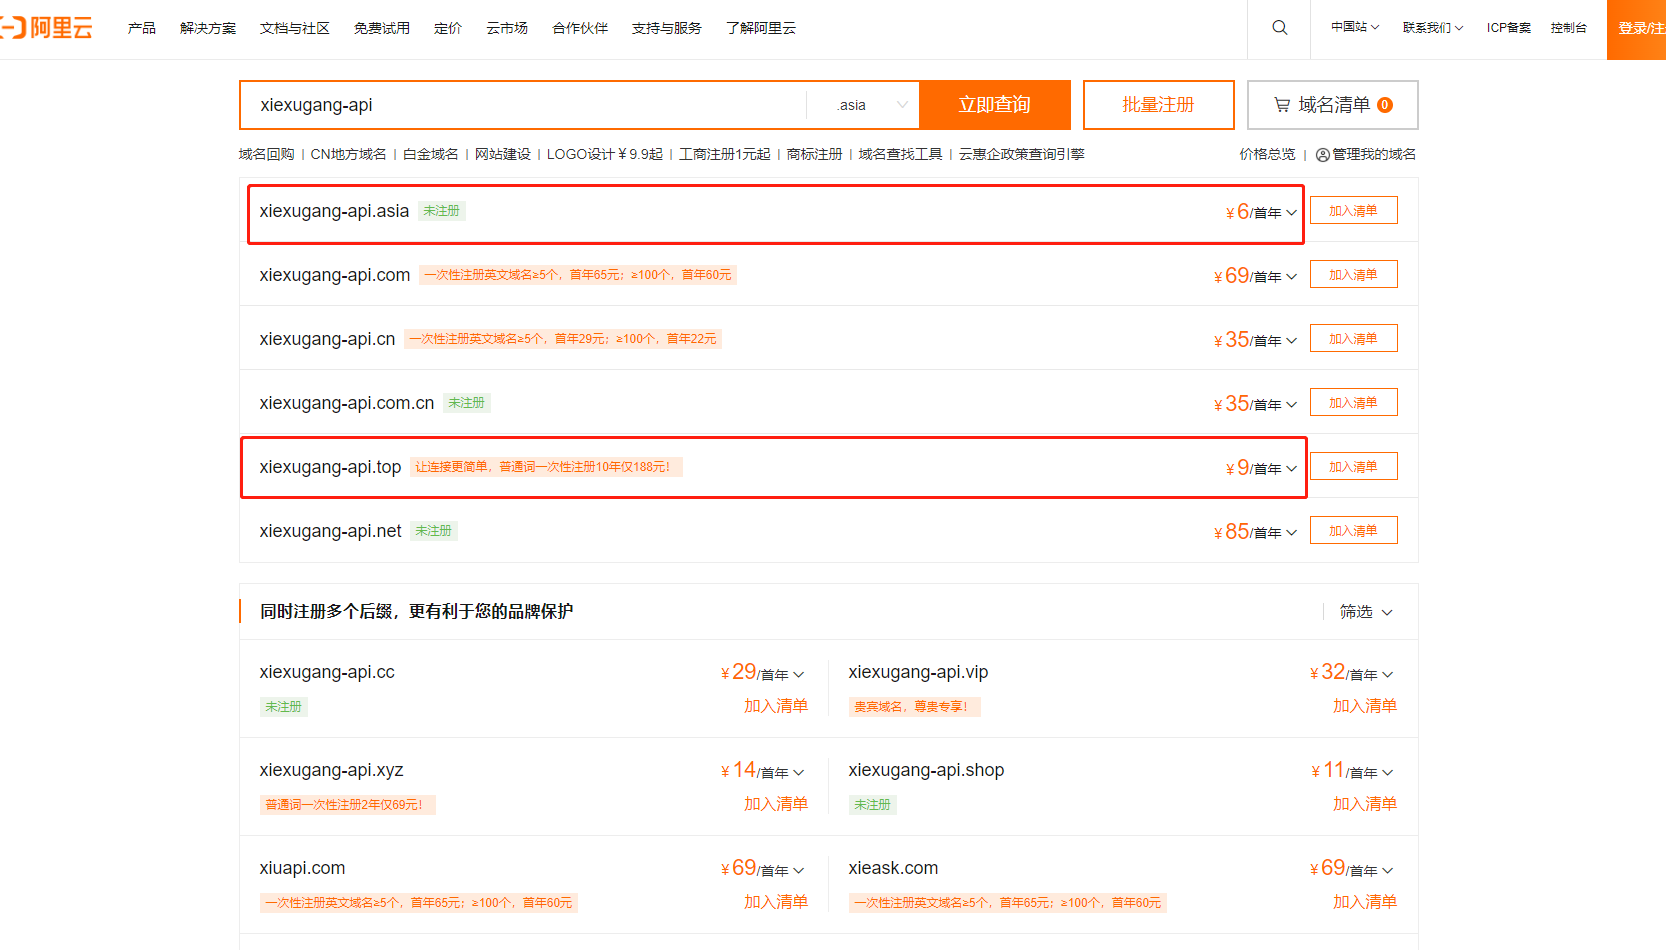 阿里云 产品 解决方案 文档与社区 免费试用 定价 云市场 合作伙伴 支持与服务 了解阿里云 中国站 联系我们 ICP备案 控制台 登录/注
xiexugang-api .asia 立即查询 批量注册 域名清单 0
域名回购 | CN地方域名 | 白金域名 | 网站建设 | LOGO设计￥9.9起 | 工商注册1元起 | 商标注册 | 域名查找工具 | 云惠企政策查询引擎 价格总览 | 管理我的域名
xiexugang-api.asia 未注册 ¥6/首年 加入清单
xiexugang-api.com 一次性注册英文域名≥5个，首年65元；≥100个，首年60元 ¥69/首年 加入清单
xiexugang-api.cn 一次性注册英文域名≥5个，首年29元；≥100个，首年22元 ¥35/首年 加入清单
xiexugang-api.com.cn 未注册 ¥35/首年 加入清单
xiexugang-api.top 让连接更简单，普通词一次性注册10年仅188元！ ¥9/首年 加入清单
xiexugang-api.net 未注册 ¥85/首年 加入清单
同时注册多个后缀，更有利于您的品牌保护 筛选
xiexugang-api.cc ¥29/首年 xiexugang-api.vip ¥32/首年
未注册 加入清单 贵宾域名，尊贵专享！ 加入清单
xiexugang-api.xyz ¥14/首年 xiexugang-api.shop ¥11/首年
普通词一次性注册2年仅69元！ 加入清单 未注册 加入清单
xiuapi.com ¥69/首年 xieask.com ¥69/首年
一次性注册英文域名≥5个，首年65元；≥100个，首年60元 加入清单 一次性注册英文域名≥5个，首年65元；≥100个，首年60元 加入清单